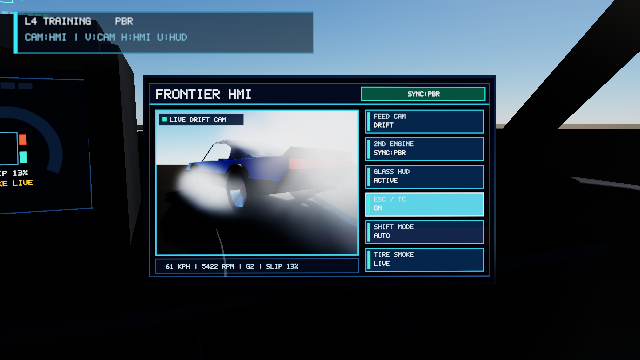 L4 TRAINING PBR
CAM:HMI | V:CAM H:HMI U:HUD
FRONTIER HMI
SYNC:PBR
LIVE DRIFT CAM
FEED CAM
DRIFT
2ND ENGINE
SYNC:PBR
GLASS HUD
ACTIVE
ESC / TC
ON
SHIFT MODE
AUTO
TIRE SMOKE
LIVE
61 KPH | 5422 RPM | G2 | SLIP 13%
IP 13%
KE LIVE